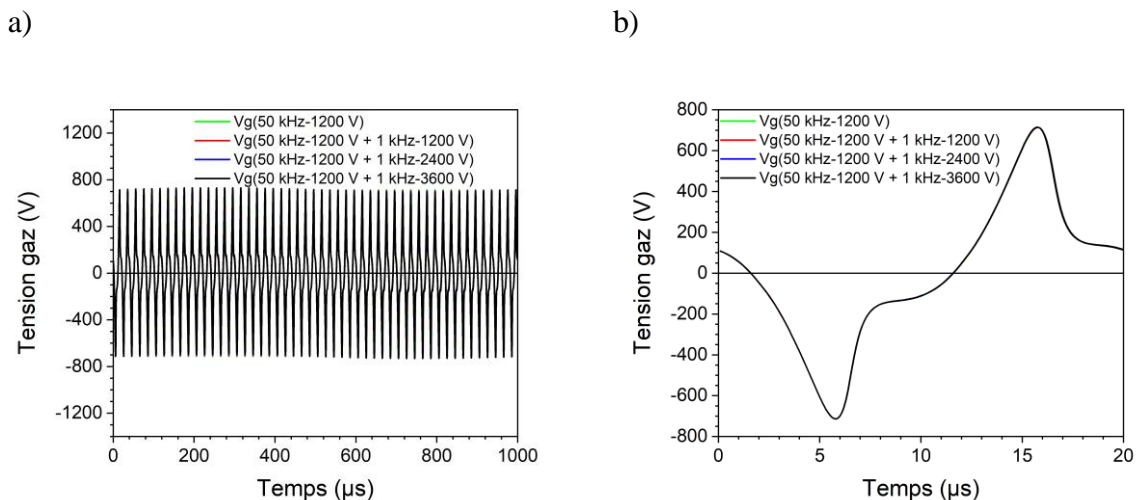 a)
b)
Vg(50 kHz-1200 V)
Vg(50 kHz-1200 V + 1 kHz-1200 V)
Vg(50 kHz-1200 V + 1 kHz-2400 V)
Vg(50 kHz-1200 V + 1 kHz-3600 V)
1200
800
400
0
-400
-800
-1200
Tension gaz (V)
0
200
400
600
800
1000
Temps (µs)
Vg(50 kHz-1200 V)
Vg(50 kHz-1200 V + 1 kHz-1200 V)
Vg(50 kHz-1200 V + 1 kHz-2400 V)
Vg(50 kHz-1200 V + 1 kHz-3600 V)
800
600
400
200
0
-200
-400
-600
-800
Tension gaz (V)
0
5
10
15
20
Temps (µs)